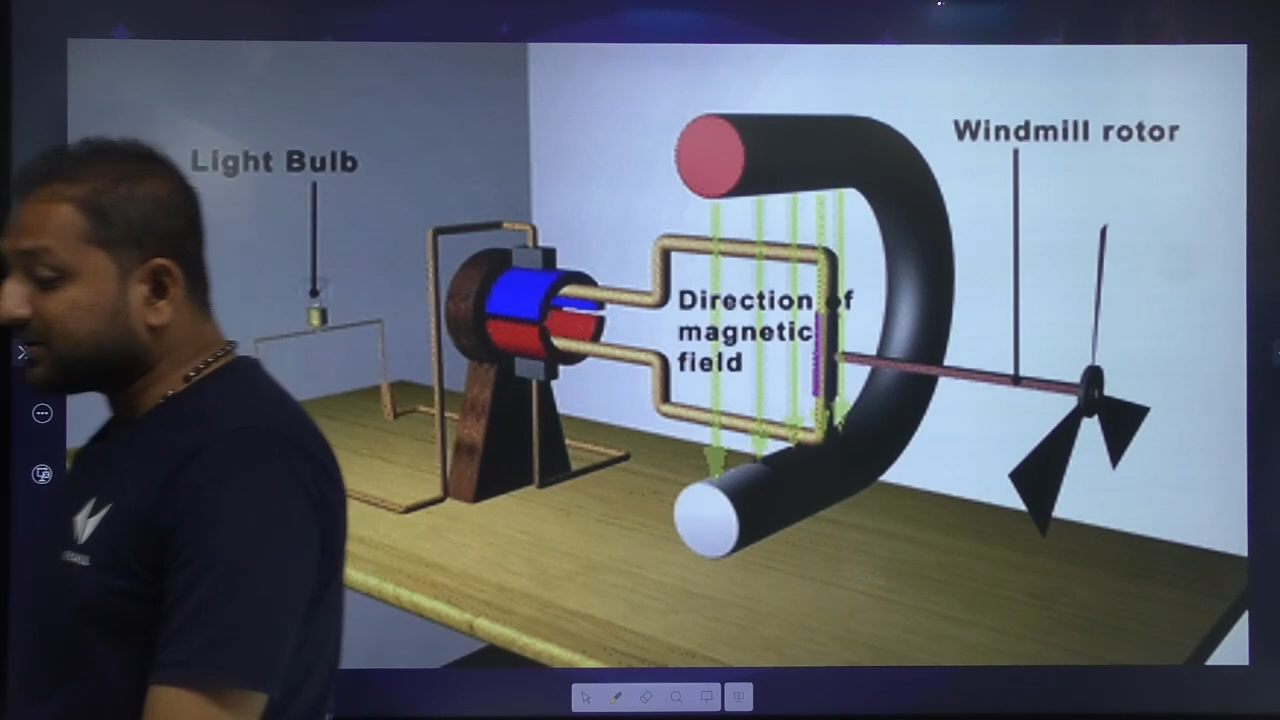 Light Bulb
Windmill rotor
Direction of
magnetic
field